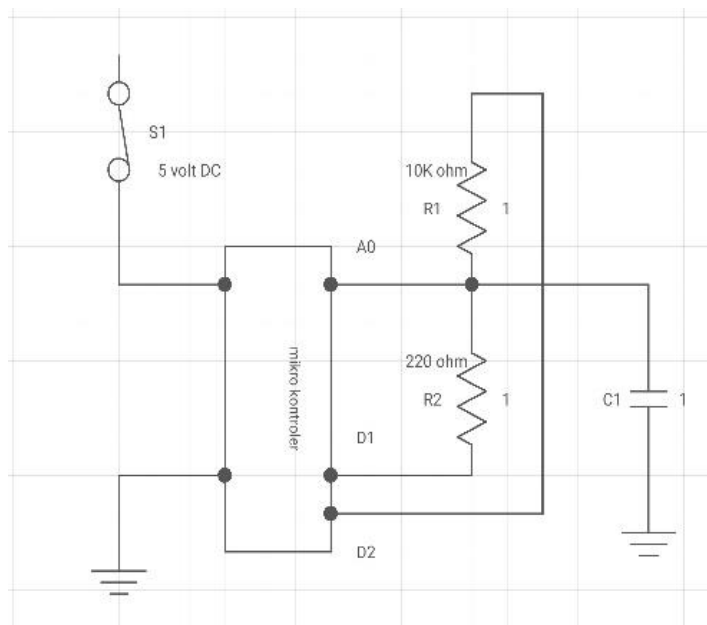 S1
5 volt DC
10K ohm
R1 1
A0
mikro kontroler
220 ohm
R2 1
C1 1
D1
D2